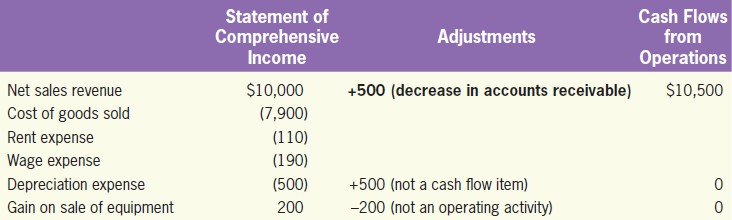 Statement of Comprehensive Income Adjustments Cash Flows from Operations
Net sales revenue $10,000 +500 (decrease in accounts receivable) $10,500
Cost of goods sold (7,900)
Rent expense (110)
Wage expense (190)
Depreciation expense (500) +500 (not a cash flow item) 0
Gain on sale of equipment 200 –200 (not an operating activity) 0